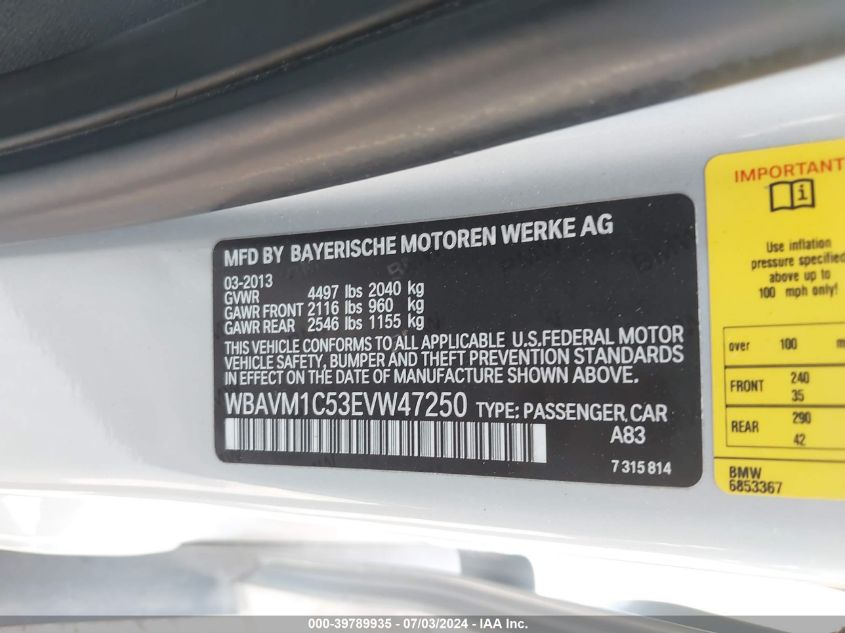 MFD BY BAYERISCHE MOTOREN WERKE AG
03-2013
GVWR 4497 lbs 2040 kg
GAWR FRONT 2116 lbs 960 kg
GAWR REAR 2546 lbs 1155 kg
THIS VEHICLE CONFORMS TO ALL APPLICABLE U.S.FEDERAL MOTOR
VEHICLE SAFETY, BUMPER AND THEFT PREVENTION STANDARDS
IN EFFECT ON THE DATE OF MANUFACTURE SHOWN ABOVE.
WBAVM1C53EVW47250 TYPE: PASSENGER CAR
A83
7 315 814
IMPORTANT
Use inflation
pressure specified
above up to
100 mph only!
over 100 m
FRONT 240
35
REAR 290
42
BMW
6853367
000-39789935 - 07/03/2024 - IAA Inc.